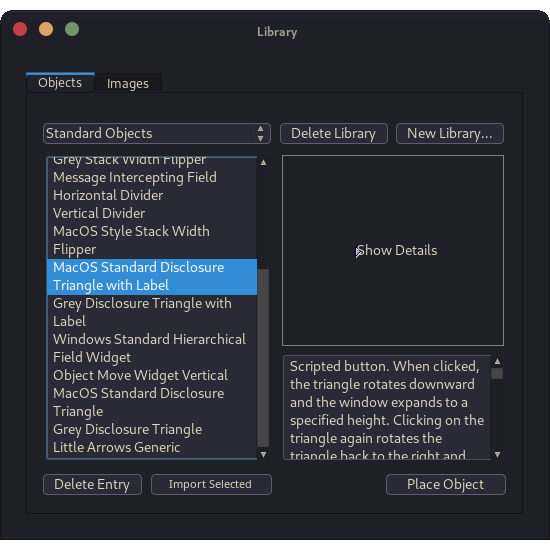 Library
Objects
Images
Standard Objects
Delete Library
New Library...
Grey Stack Width Flipper
Message Intercepting Field
Horizontal Divider
Vertical Divider
MacOS Style Stack Width
Flipper
MacOS Standard Disclosure
Triangle with Label
Grey Disclosure Triangle with
Label
Windows Standard Hierarchical
Field Widget
Object Move Widget Vertical
MacOS Standard Disclosure
Triangle
Grey Disclosure Triangle
Little Arrows Generic
Show Details
Scripted button. When clicked,
the triangle rotates downward
and the window expands to a
specified height. Clicking on the
triangle again rotates the
triangle back to the right and
Delete Entry
Import Selected
Place Object